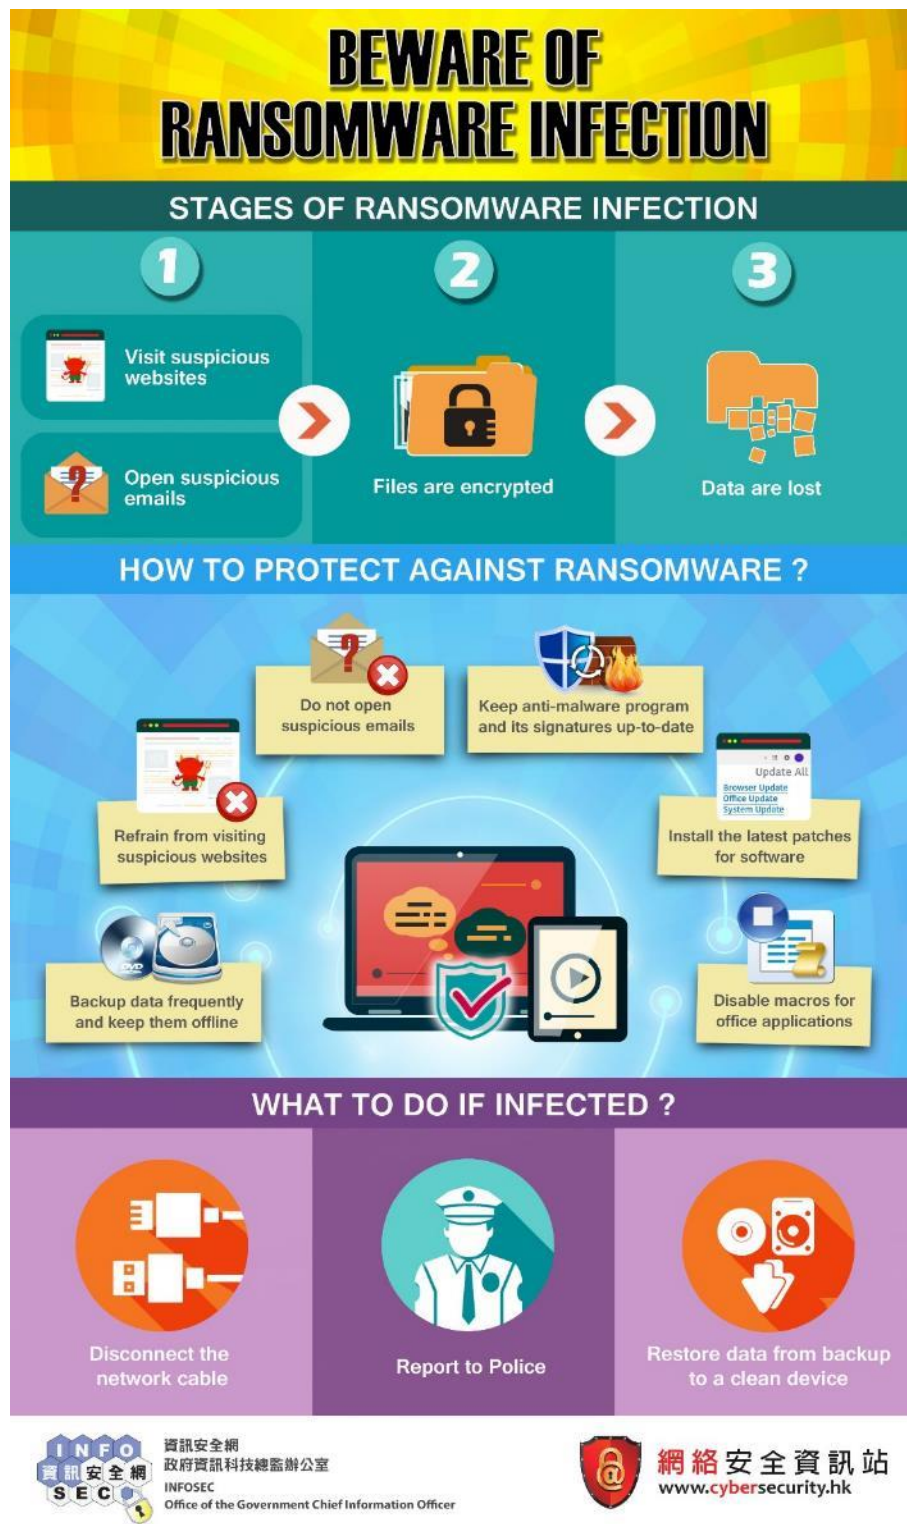 BEWARE OF
RANSOMWARE INFECTION
STAGES OF RANSOMWARE INFECTION
1
2
3
Visit suspicious
websites
Open suspicious
emails
Files are encrypted
Data are lost
HOW TO PROTECT AGAINST RANSOMWARE ?
Do not open
suspicious emails
Keep anti-malware program
and its signatures up-to-date
Refrain from visiting
suspicious websites
Update All
Browser Update
Office Update
System Update
Install the latest patches
for software
DVD
Backup data frequently
and keep them offline
Disable macros for
office applications
WHAT TO DO IF INFECTED ?
Disconnect the
network cable
Report to Police
Restore data from backup
to a clean device
INFO
資訊安全網
SEC
資訊安全網
政府資訊科技總監辦公室
INFOSEC
Office of the Government Chief Information Officer
網絡安全資訊站
www.cybersecurity.hk